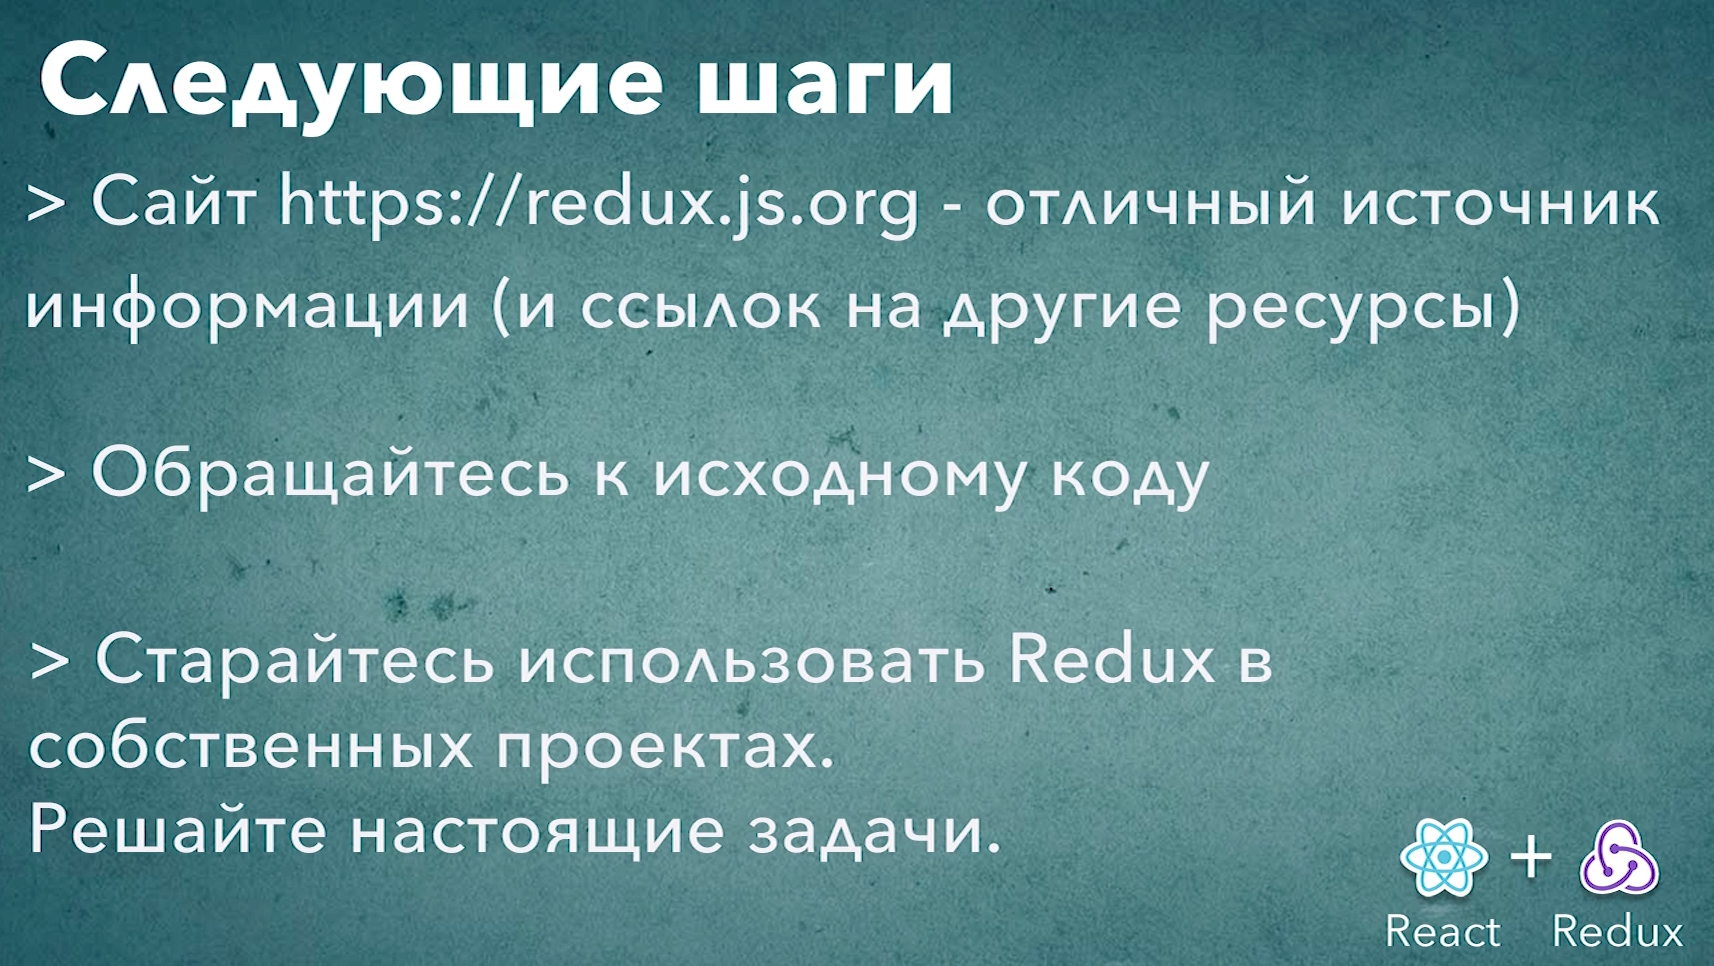 Следующие шаги
> Сайт https://redux.js.org - отличный источник
информации (и ссылок на другие ресурсы)
> Обращайтесь к исходному коду
> Старайтесь использовать Redux в
собственных проектах.
Решайте настоящие задачи.
+
React Redux